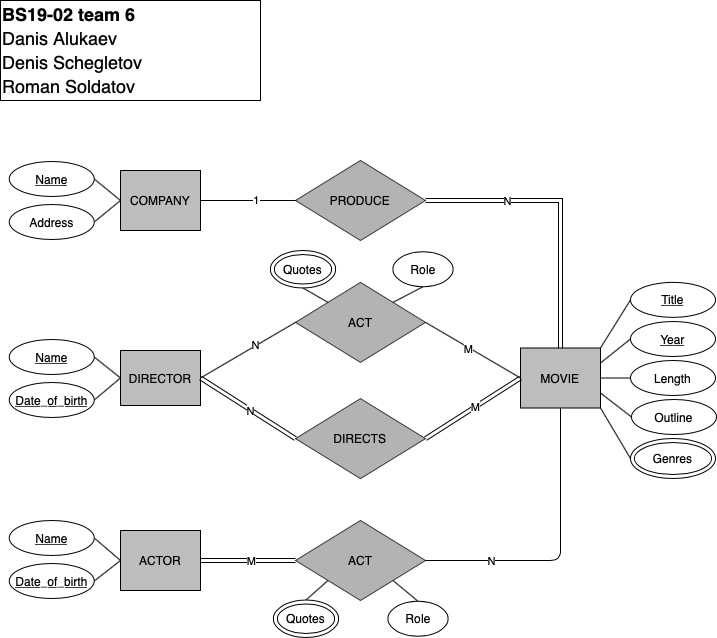 BS19-02 team 6
Danis Alukaev
Denis Schegletov
Roman Soldatov
Name
Address
COMPANY
1
PRODUCE
N
Quotes
Role
ACT
N
M
Name
Date_of_birth
DIRECTOR
N
DIRECTS
M
MOVIE
Title
Year
Length
Outline
Genres
Name
Date_of_birth
ACTOR
M
ACT
N
Quotes
Role